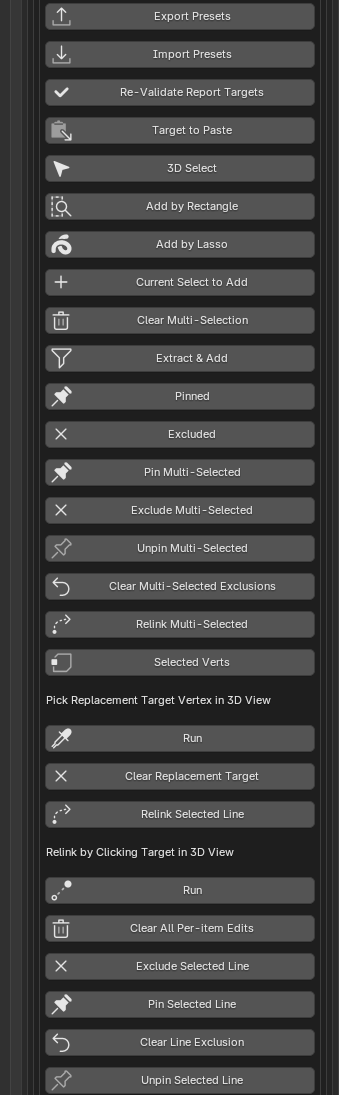 Export Presets
Import Presets
Re-Validate Report Targets
Target to Paste
3D Select
Add by Rectangle
Add by Lasso
Current Select to Add
Clear Multi-Selection
Extract & Add
Pinned
Excluded
Pin Multi-Selected
Exclude Multi-Selected
Unpin Multi-Selected
Clear Multi-Selected Exclusions
Relink Multi-Selected
Selected Verts
Pick Replacement Target Vertex in 3D View
Run
Clear Replacement Target
Relink Selected Line
Relink by Clicking Target in 3D View
Run
Clear All Per-item Edits
Exclude Selected Line
Pin Selected Line
Clear Line Exclusion
Unpin Selected Line